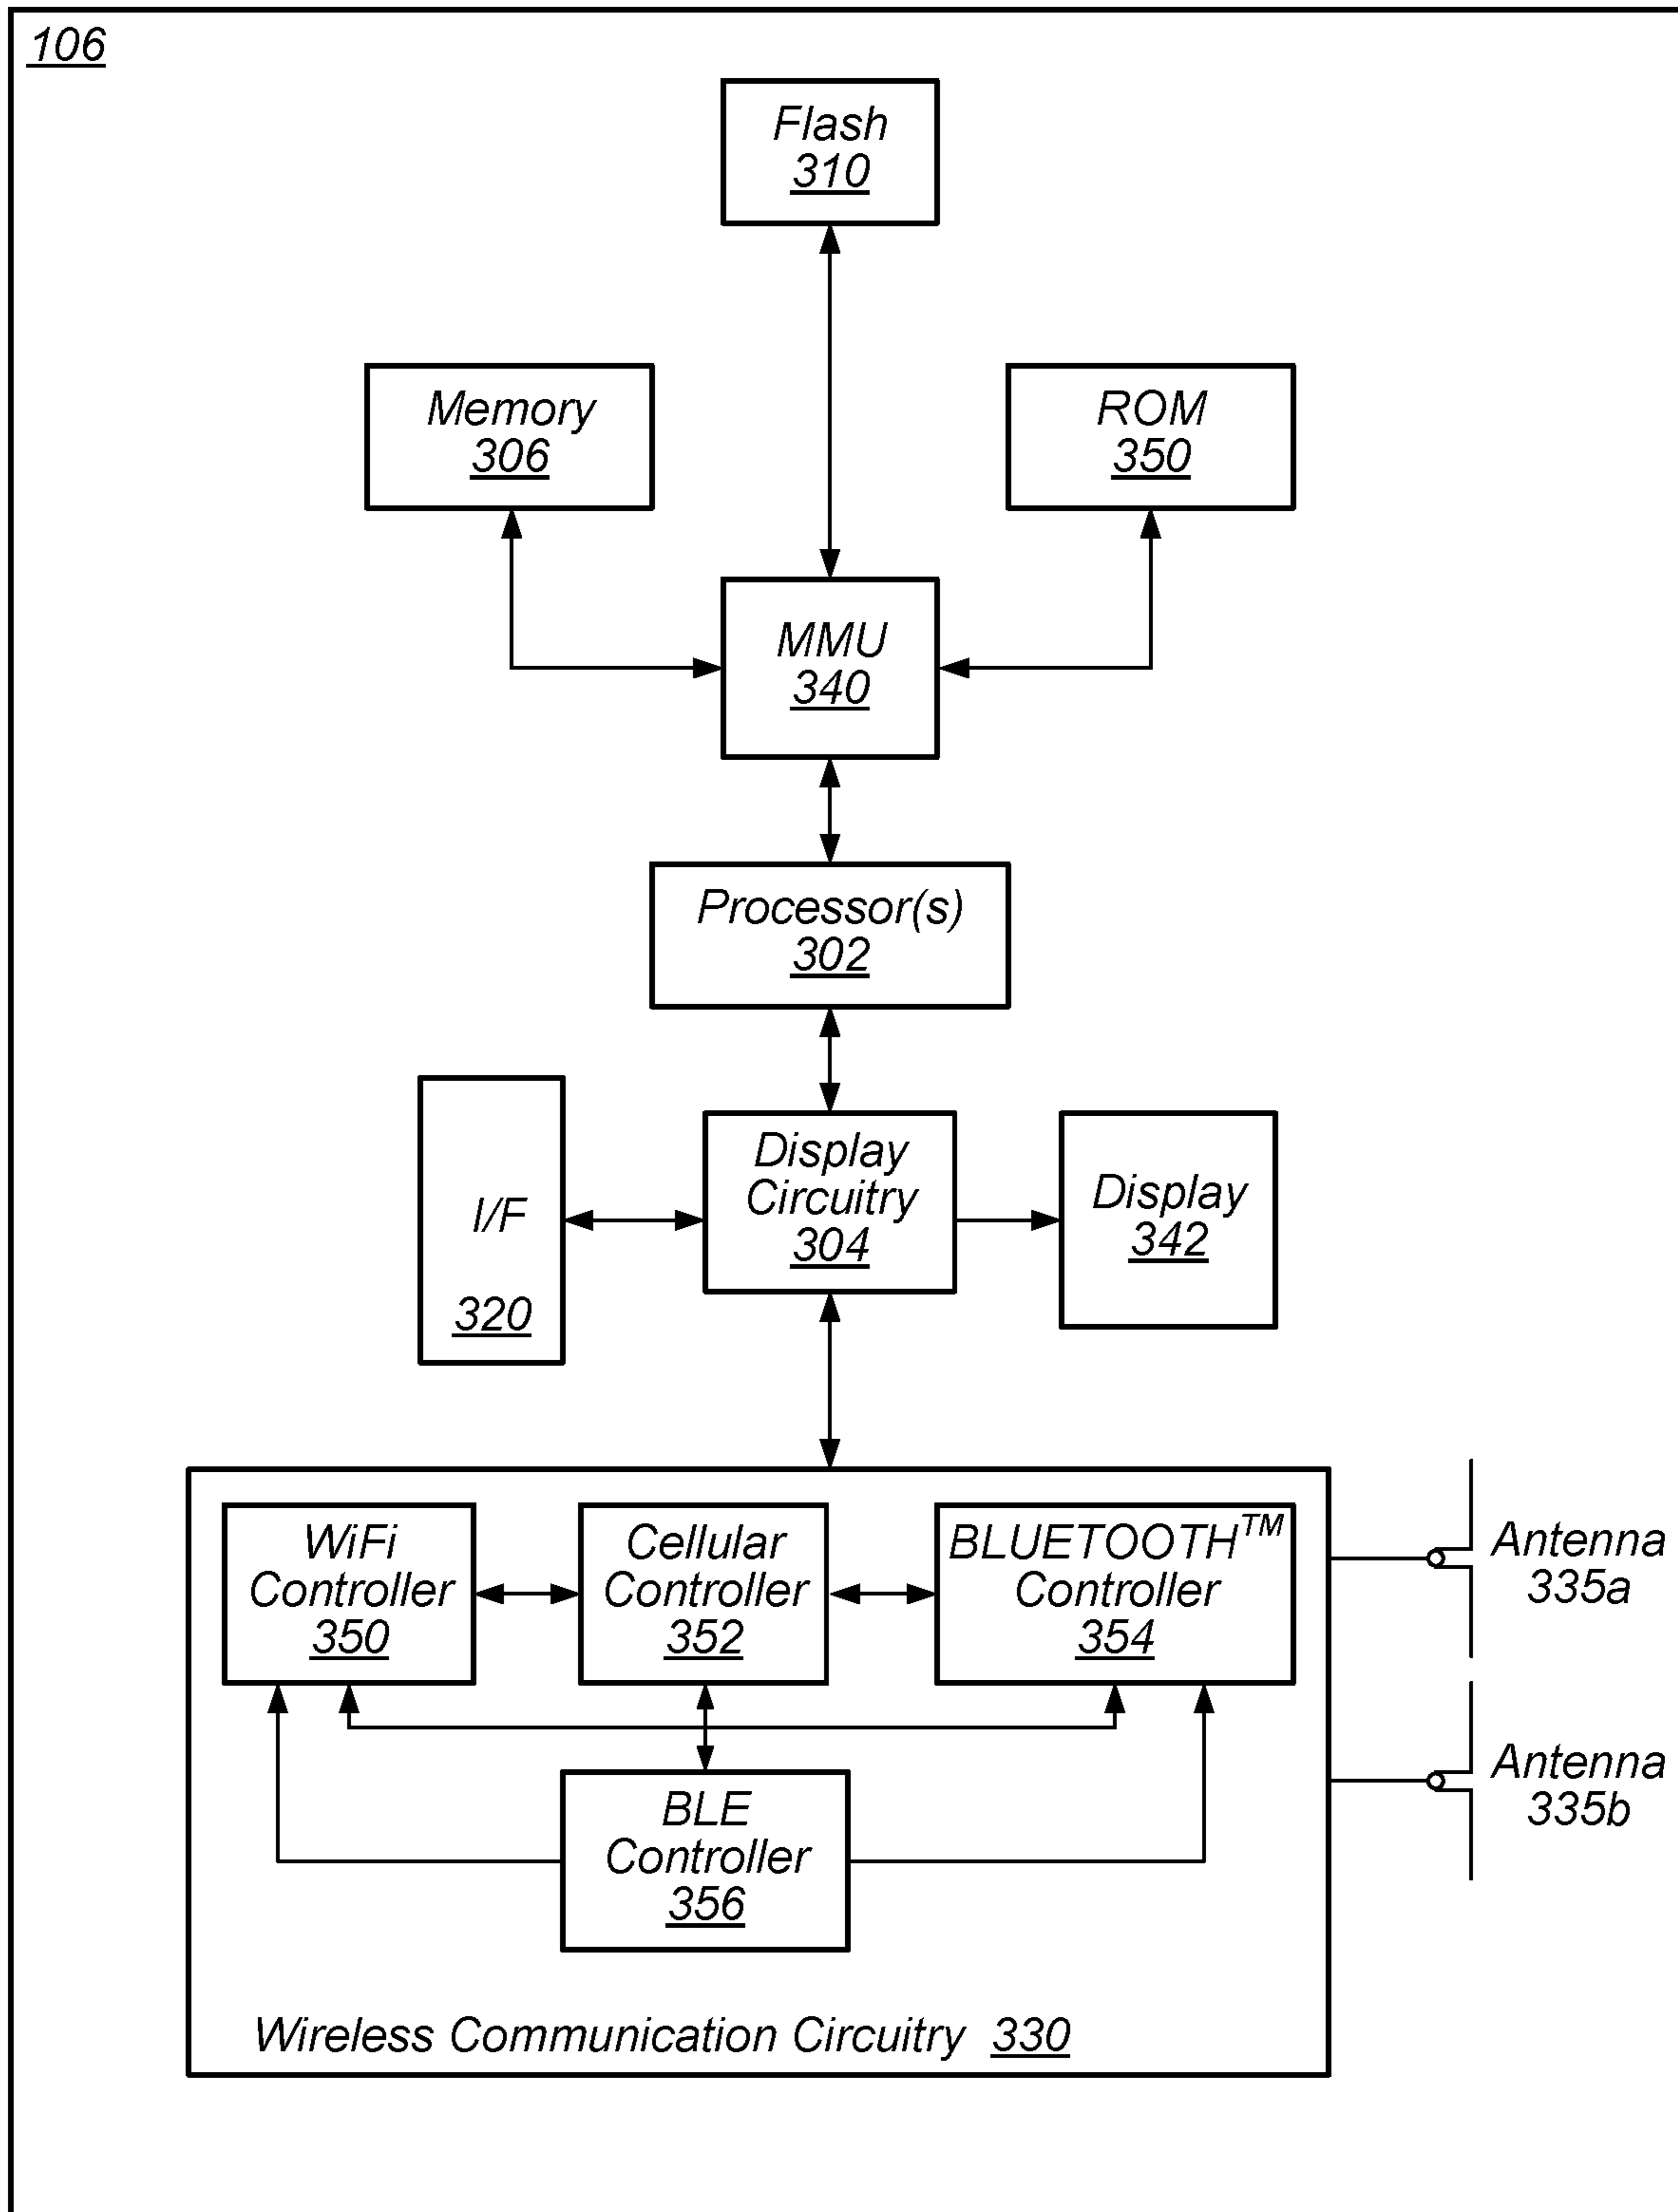 106
Flash
310
Memory
306
ROM
350
MMU
340
Processor(s)
302
I/F
320
Display
Circuitry
304
Display
342
WiFi
Controller
350
Cellular
Controller
352
BLUETOOTH™
Controller
354
Antenna
335a
BLE
Controller
356
Antenna
335b
Wireless Communication Circuitry 330